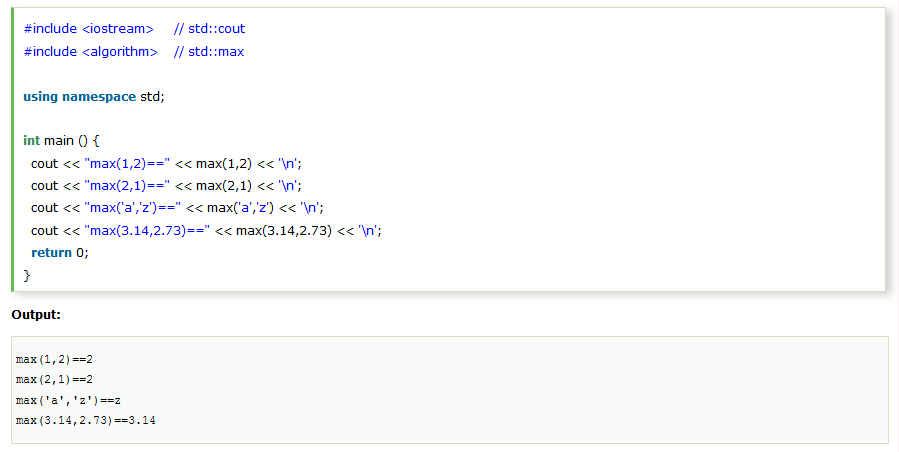 #include <iostream>     // std::cout
#include <algorithm>    // std::max

using namespace std;

int main () {
  cout << "max(1,2)==" << max(1,2) << '\n';
  cout << "max(2,1)==" << max(2,1) << '\n';
  cout << "max('a','z')==" << max('a','z') << '\n';
  cout << "max(3.14,2.73)==" << max(3.14,2.73) << '\n';
  return 0;
}
Output:
max(1,2)==2
max(2,1)==2
max('a','z')==z
max(3.14,2.73)==3.14